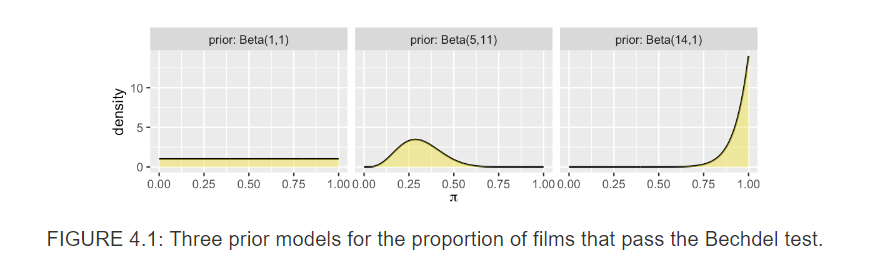 prior: Beta(1,1) prior: Beta(5,11) prior: Beta(14,1)
density
10
5
0
0.00 0.25 0.50 0.75 1.00 0.00 0.25 0.50 0.75 1.00 0.00 0.25 0.50 0.75 1.00
π
FIGURE 4.1: Three prior models for the proportion of films that pass the Bechdel test.